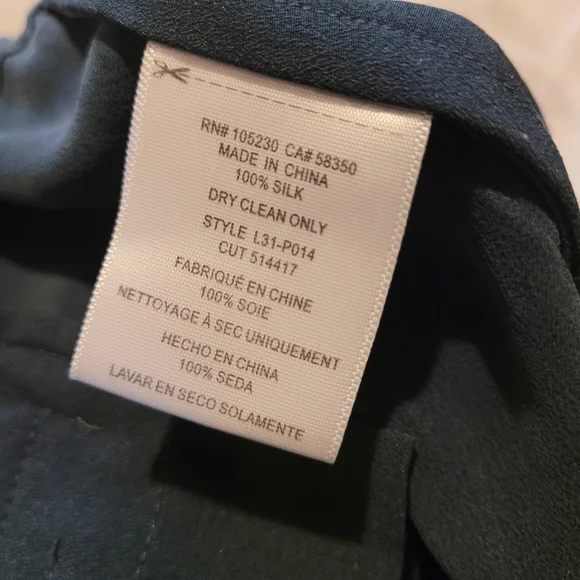 RN# 105230 CA# 58350
MADE IN CHINA
100% SILK
DRY CLEAN ONLY
STYLE L31-P014
CUT 514417
FABRIQUÉ EN CHINE
100% SOIE
NETTOYAGE À SEC UNIQUEMENT
HECHO EN CHINA
100% SEDA
LAVAR EN SECO SOLAMENTE